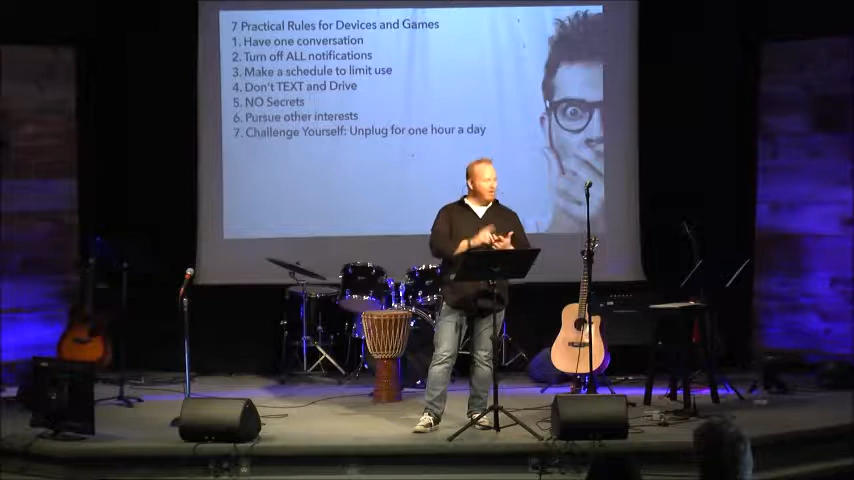 7 Practical Rules for Devices and Games
1. Have one conversation
2. Turn off ALL notifications
3. Make a schedule to limit use
4. Don't TEXT and Drive
5. NO Secrets
6. Pursue other interests
7. Challenge Yourself: Unplug for one hour a day